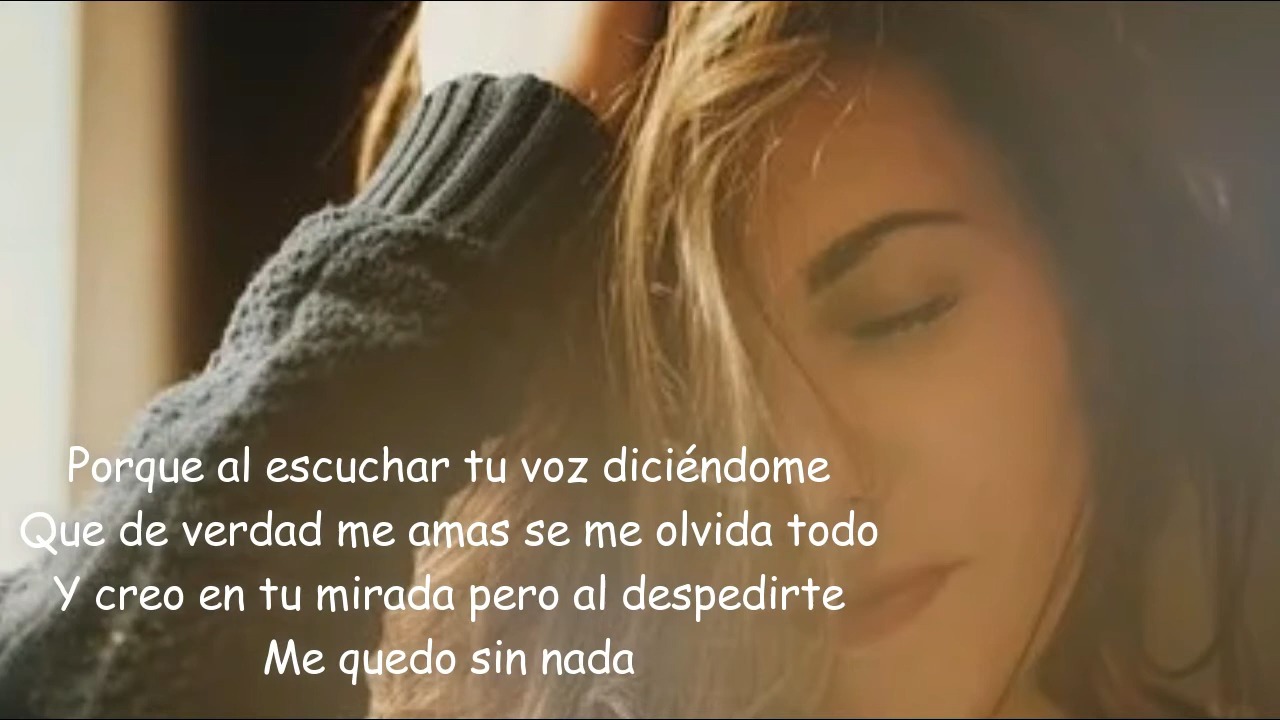 Porque al escuchar tu voz diciéndome
Que de verdad me amas se me olvida todo
Y creo en tu mirada pero al despedirte
Me quedo sin nada